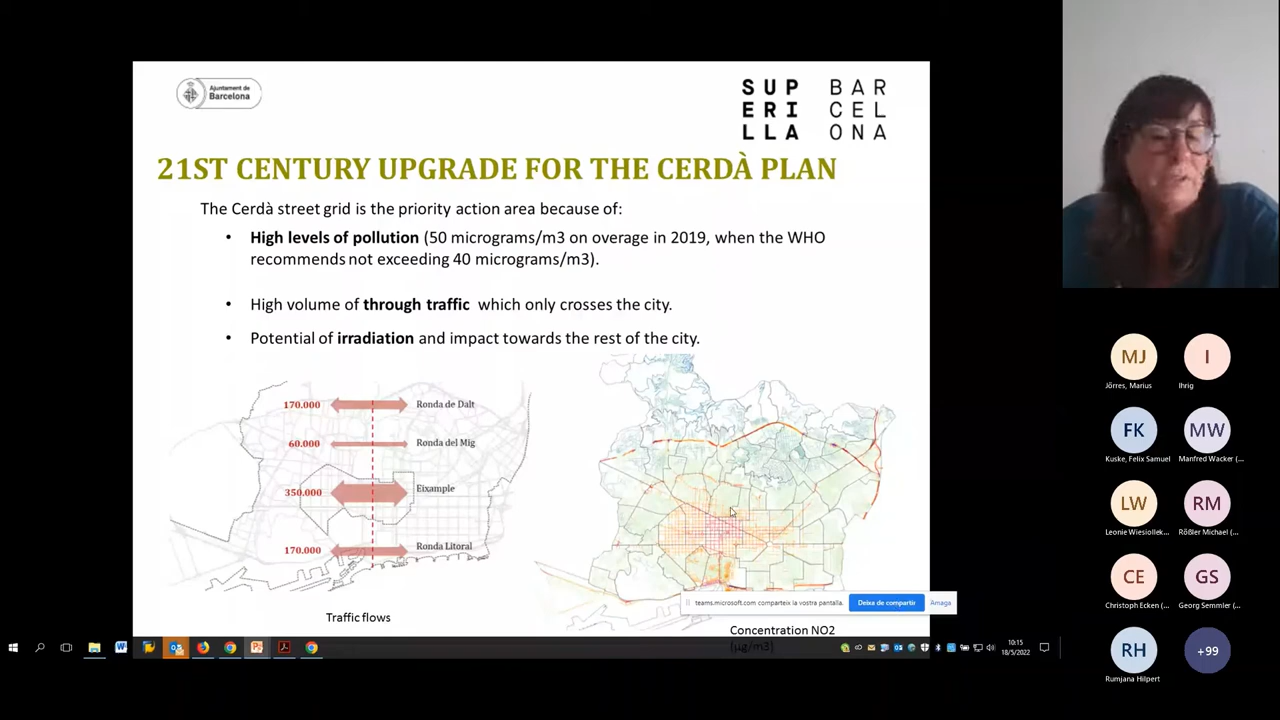 Ajuntament de
Barcelona
SUP BAR
ERI CEL
LLA ONA
21ST CENTURY UPGRADE FOR THE CERDÀ PLAN
The Cerdà street grid is the priority action area because of:
• High levels of pollution (50 micrograms/m3 on overage in 2019, when the WHO
recommends not exceeding 40 micrograms/m3).
• High volume of through traffic which only crosses the city.
• Potential of irradiation and impact towards the rest of the city.
170.000 Ronda de Dalt
60.000 Ronda del Mig
350.000 Eixample
170.000 Ronda Litoral
Traffic flows
teams.microsoft.com comparteix la vostra pantalla. Deixa de compartir Amaga
Concentration NO2
(µg/m3)
10:15
18/5/2022
MJ I
Jörres, Marius Ihrig
FK MW
Kuske, Felix Samuel Manfred Wacker (...
LW RM
Leonie Wiesiollek... Rößler Michael (...
CE GS
Christoph Ecken (... Georg Semmler (...
RH +99
Rumjana Hilpert